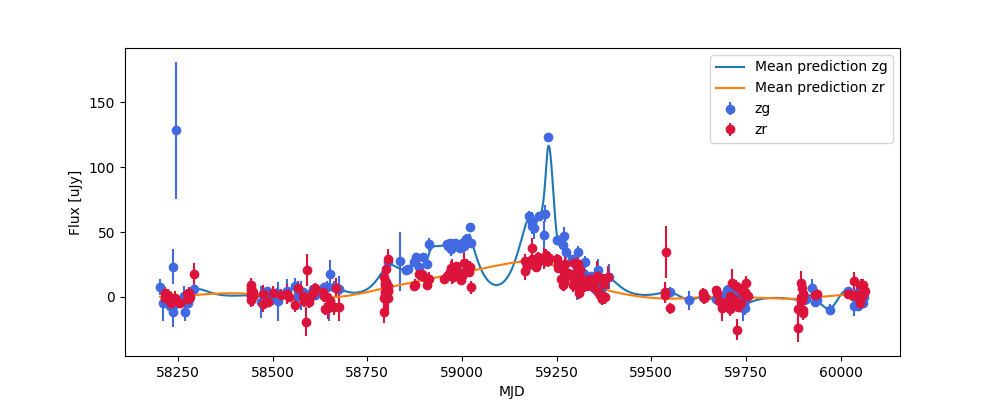 Mean prediction zg
Mean prediction zr
zg
zr
150
100
50
0
Flux [uJy]
58250 58500 58750 59000 59250 59500 59750 60000
MJD